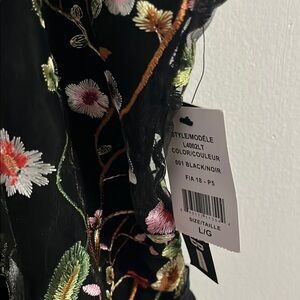 STYLE/MODÈLE
L4002LT
COLOR/COULEUR
001 BLACK/NOIR
F/A 18 - P5
SIZE/TAILLE
L/G